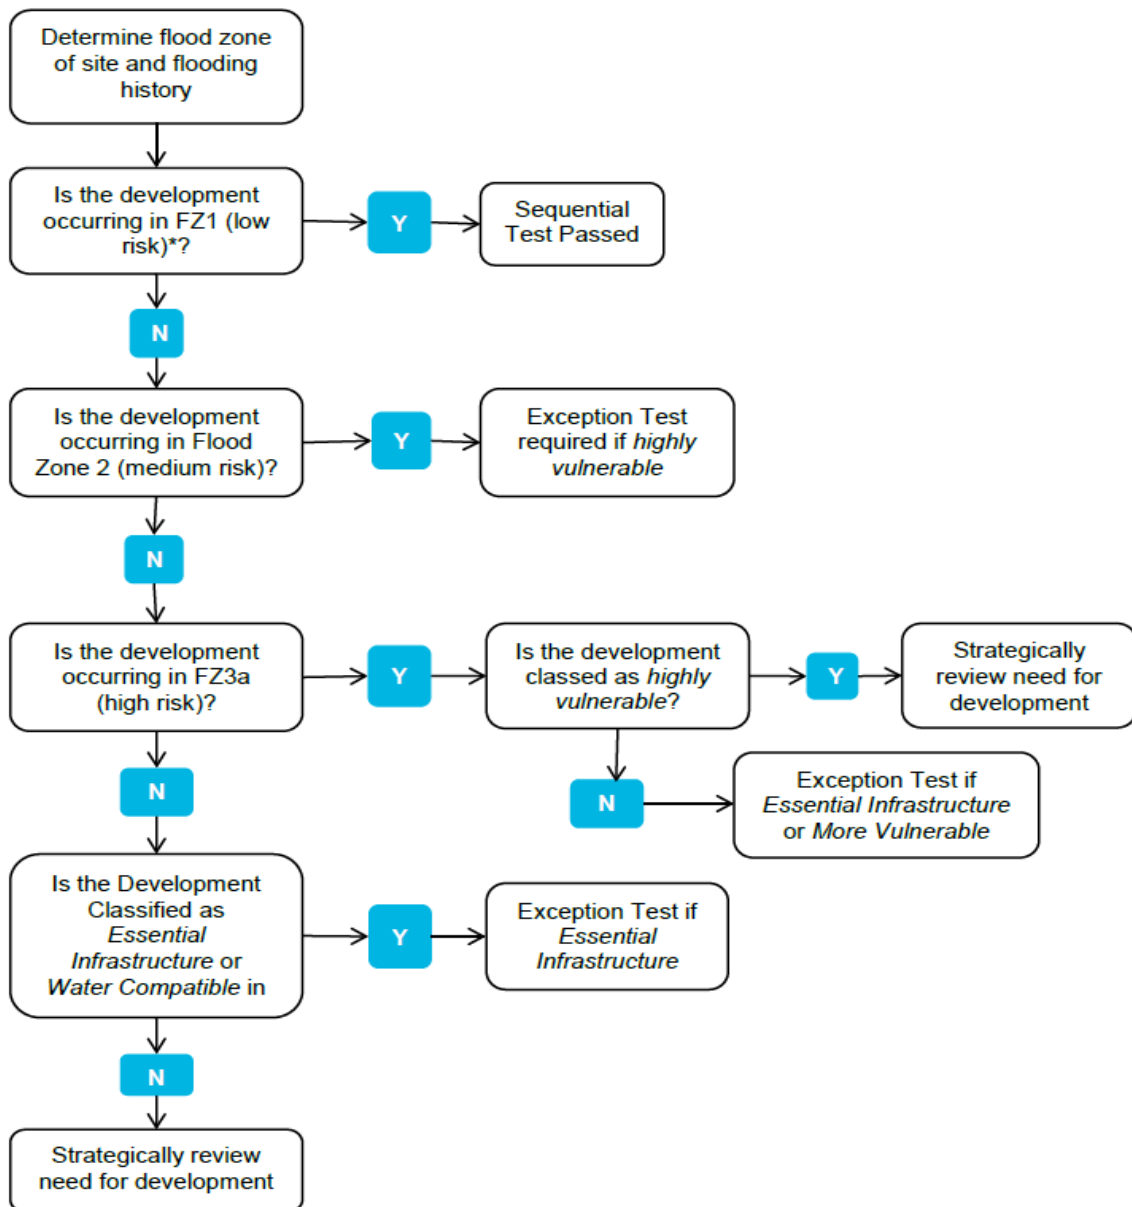 Determine flood zone
of site and flooding
history
Is the development
occurring in FZ1 (low
risk)*?
Y
Sequential
Test Passed
N
Is the development
occurring in Flood
Zone 2 (medium risk)?
Y
Exception Test
required if highly
vulnerable
N
Is the development
occurring in FZ3a
(high risk)?
Y
Is the development
classed as highly
vulnerable?
Y
Strategically
review need for
development
N
Exception Test if
Essential Infrastructure
or More Vulnerable
N
Is the Development
Classified as
Essential
Infrastructure or
Water Compatible in
Y
Exception Test if
Essential
Infrastructure
N
Strategically review
need for development